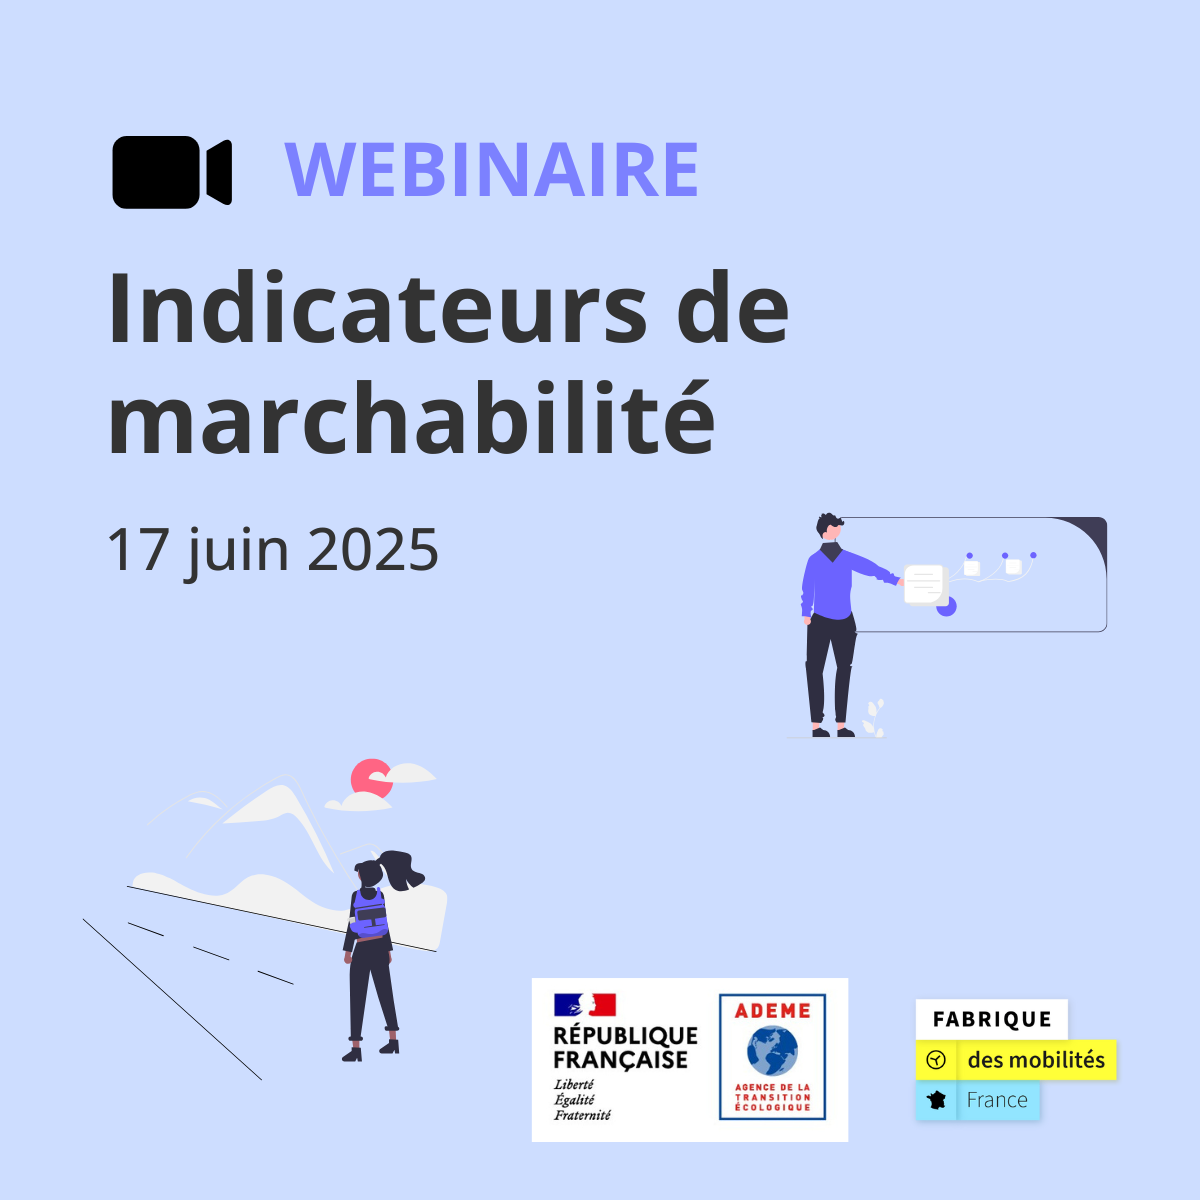 WEBINAIRE
Indicateurs de
marchabilité
17 juin 2025
RÉPUBLIQUE
FRANÇAISE
Liberté
Égalité
Fraternité
ADEME
AGENCE DE LA
TRANSITION
ÉCOLOGIQUE
FABRIQUE
des mobilités
France